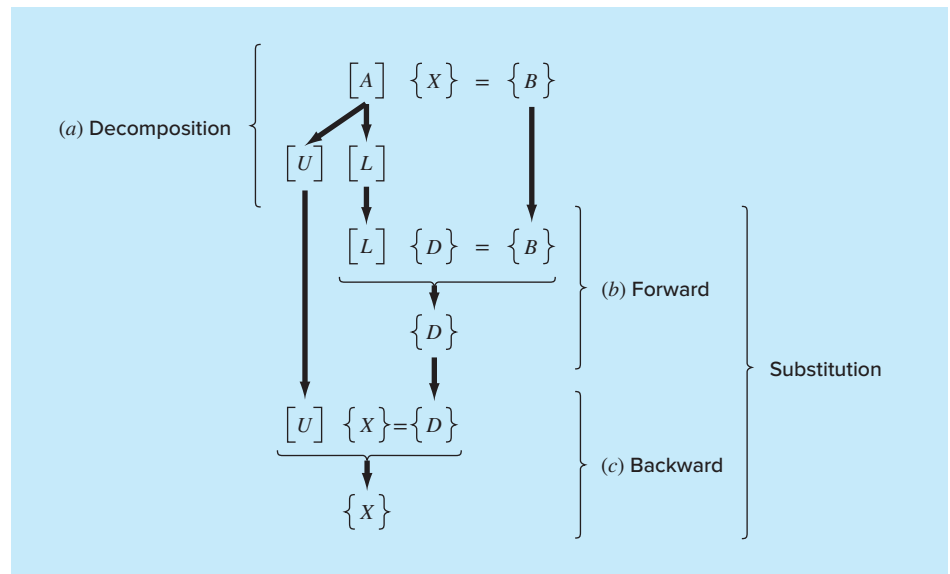 [A] {X} = {B}
(a) Decomposition
[U] [L]
[L] {D} = {B}
(b) Forward
{D}
Substitution
[U] {X}={D}
(c) Backward
{X}